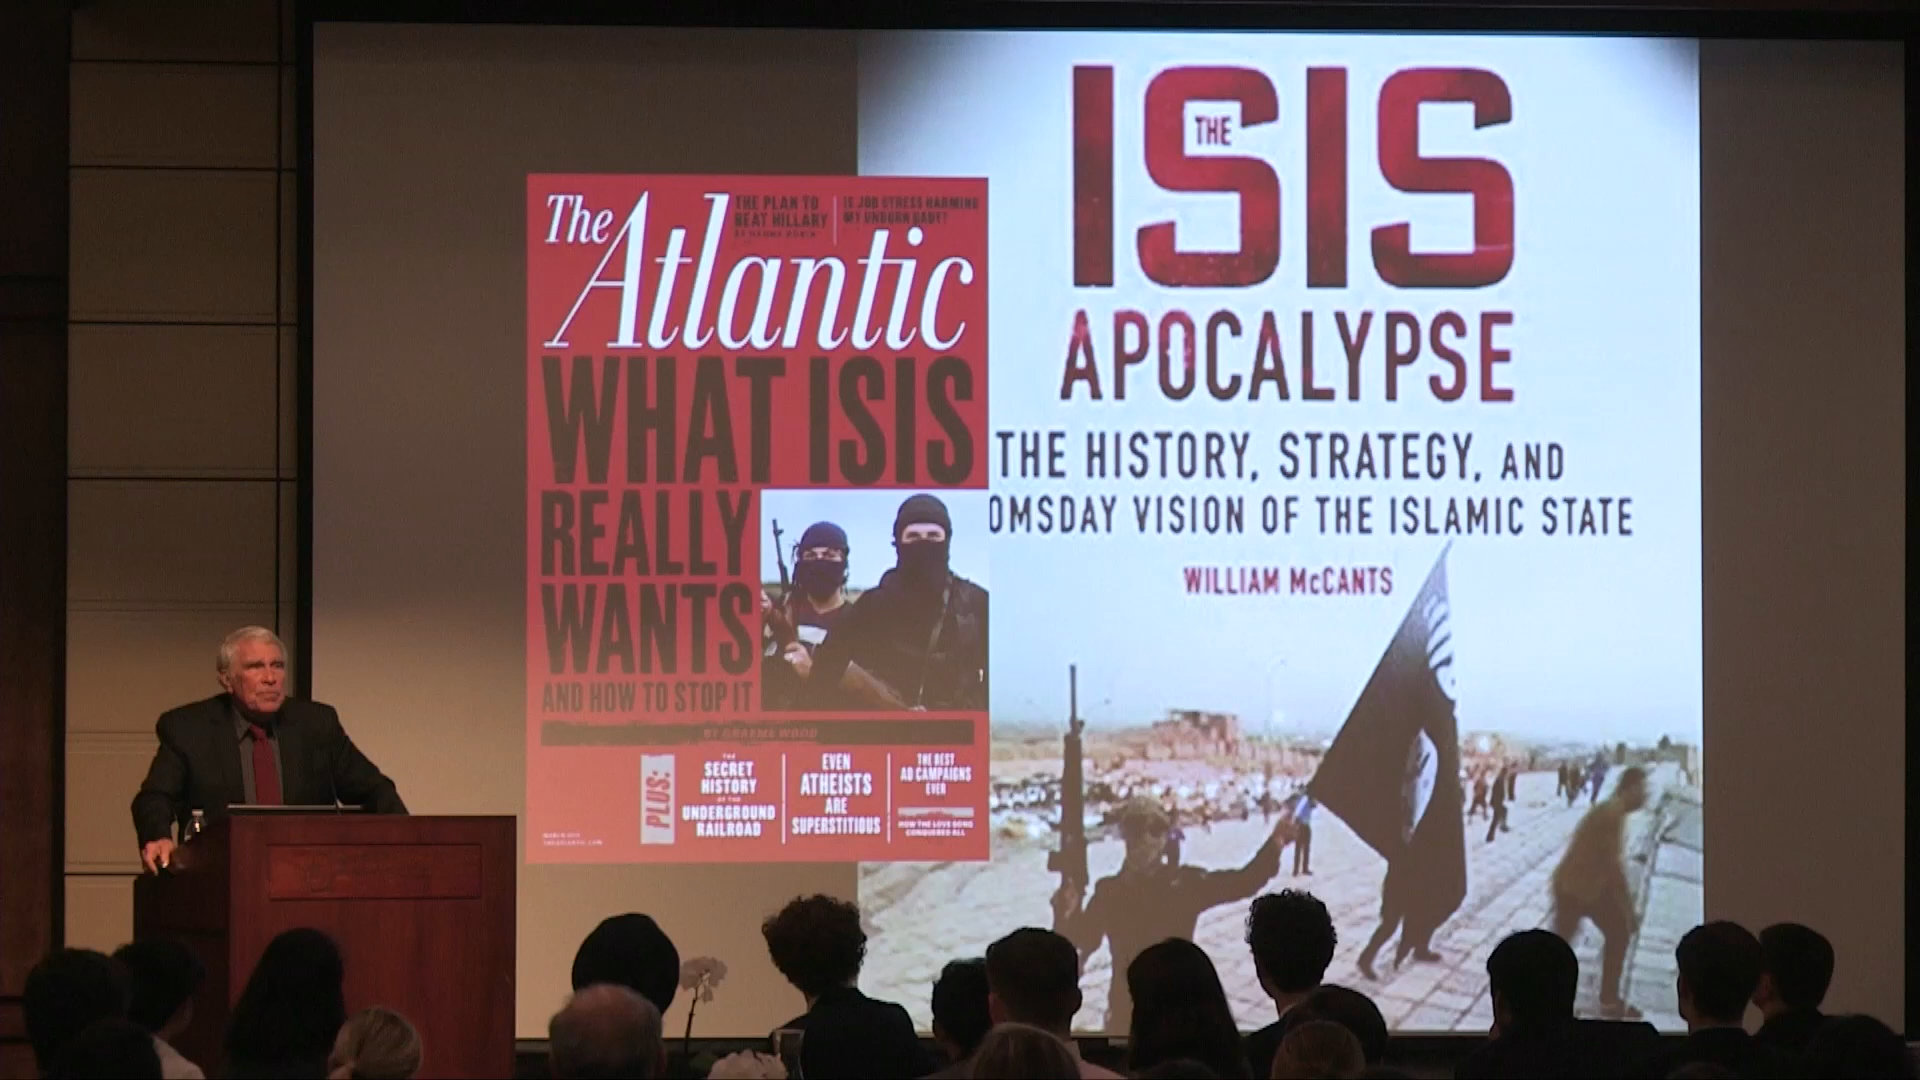 The Atlantic
THE PLAN TO
BEAT HILLARY
IS JOB STRESS HARMING
MY UNBORN BABY?
WHAT ISIS
REALLY
WANTS
AND HOW TO STOP IT
BY GRAEME WOOD
PLUS:
THE
SECRET
HISTORY
OF THE
UNDERGROUND
RAILROAD
EVEN
ATHEISTS
ARE
SUPERSTITIOUS
THE BEST
AD CAMPAIGNS
EVER
HOW THE LOVE SONG
CONQUERED ALL
THEATLANTIC.COM
THE
ISIS
APOCALYPSE
THE HISTORY, STRATEGY, AND
OMSDAY VISION OF THE ISLAMIC STATE
WILLIAM McCANTS